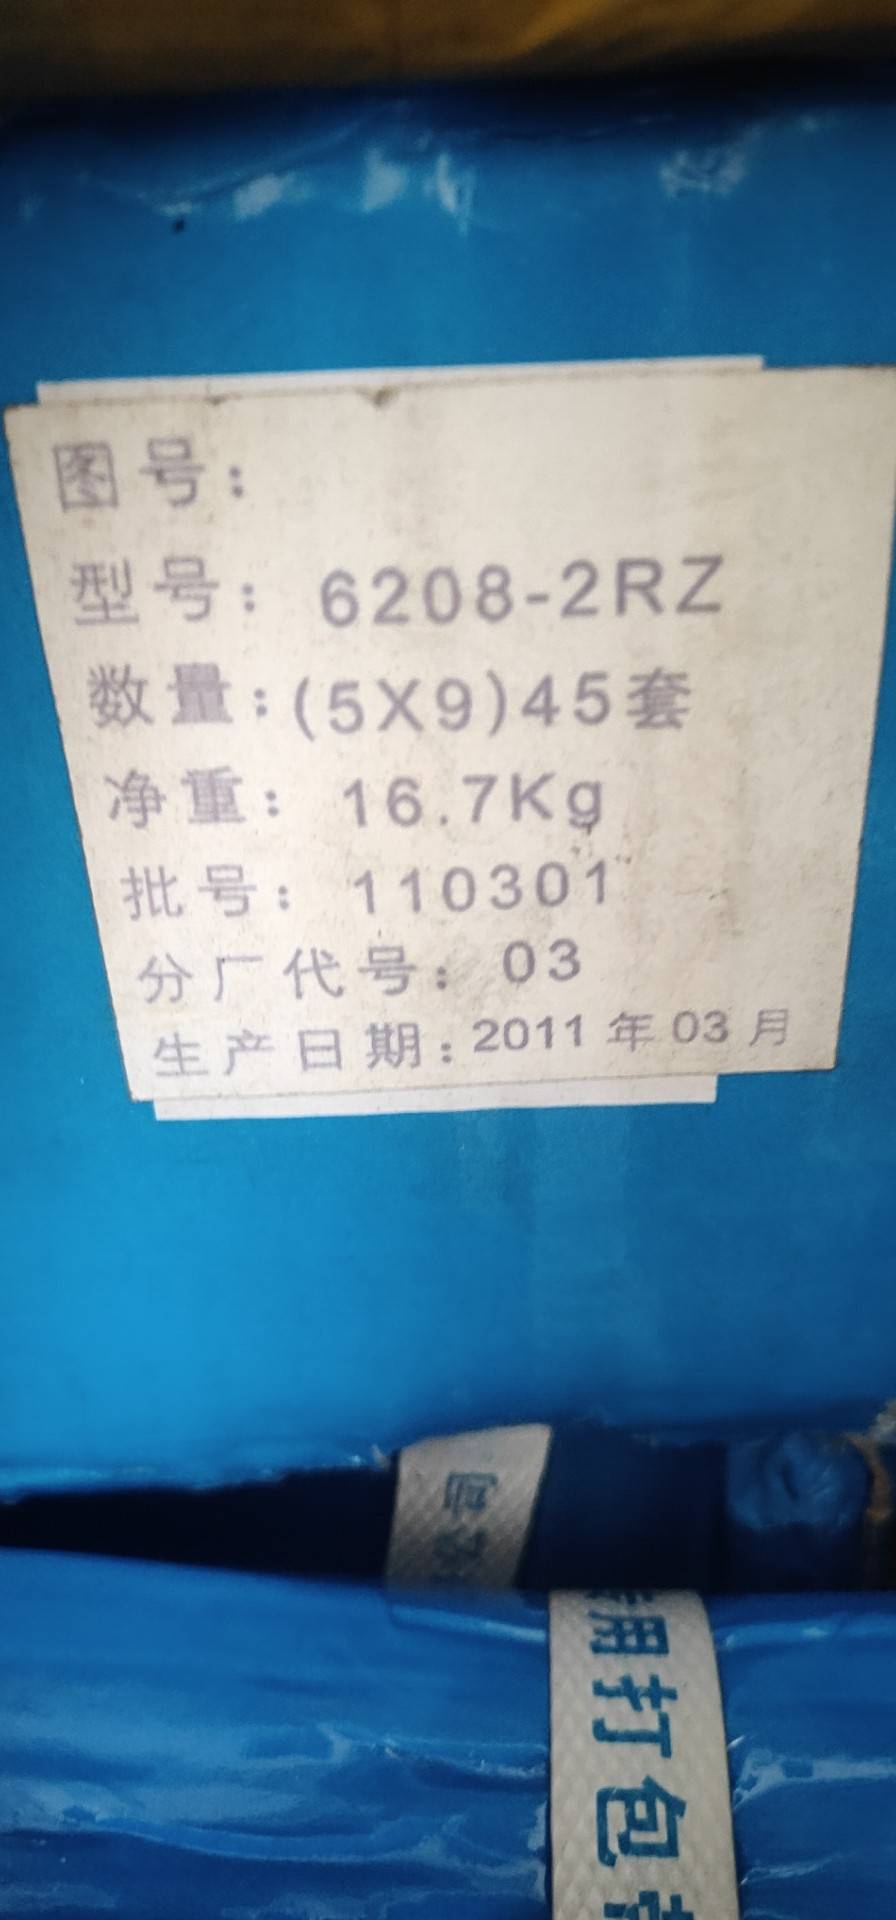 图号:
型号: 6208-2RZ
数量:(5X9)45套
净重: 16.7Kg
批号: 110301
分厂代号: 03
生产日期:2011年03月
用打包